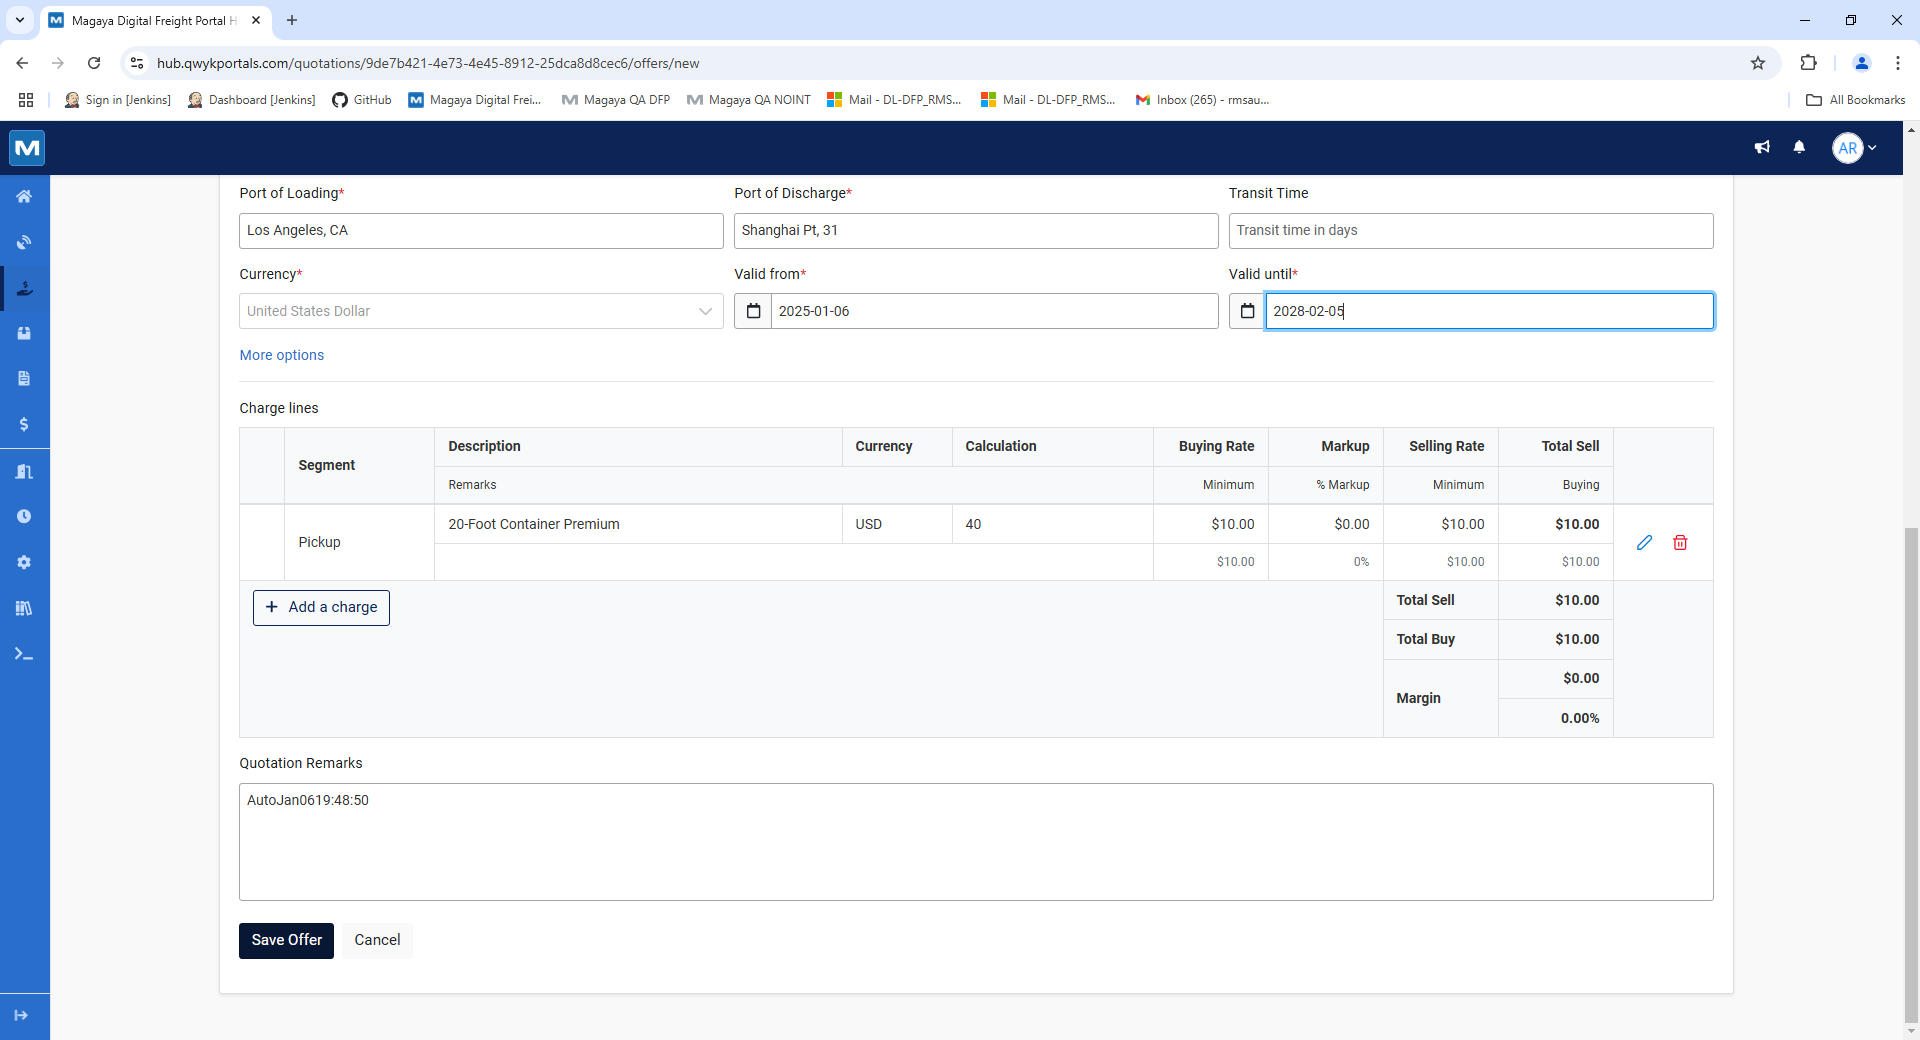 Magaya Digital Freight Portal H
hub.qwykportals.com/quotations/9de7b421-4e73-4e45-8912-25dca8d8cec6/offers/new
Sign in [Jenkins]
Dashboard [Jenkins]
GitHub
Magaya Digital Frei...
Magaya QA DFP
Magaya QA NOINT
Mail - DL-DFP_RMS...
Mail - DL-DFP_RMS...
Inbox (265) - rmsau...
All Bookmarks
AR
Port of Loading*
Port of Discharge*
Transit Time
Los Angeles, CA
Shanghai Pt, 31
Transit time in days
Currency*
Valid from*
Valid until*
United States Dollar
2025-01-06
2028-02-05
More options
Charge lines
Segment
Description
Currency
Calculation
Buying Rate
Markup
Selling Rate
Total Sell
Remarks
Minimum
% Markup
Minimum
Buying
Pickup
20-Foot Container Premium
USD
40
$10.00
$0.00
$10.00
$10.00
$10.00
0%
$10.00
$10.00
+ Add a charge
Total Sell
$10.00
Total Buy
$10.00
Margin
$0.00
0.00%
Quotation Remarks
AutoJan0619:48:50
Save Offer
Cancel